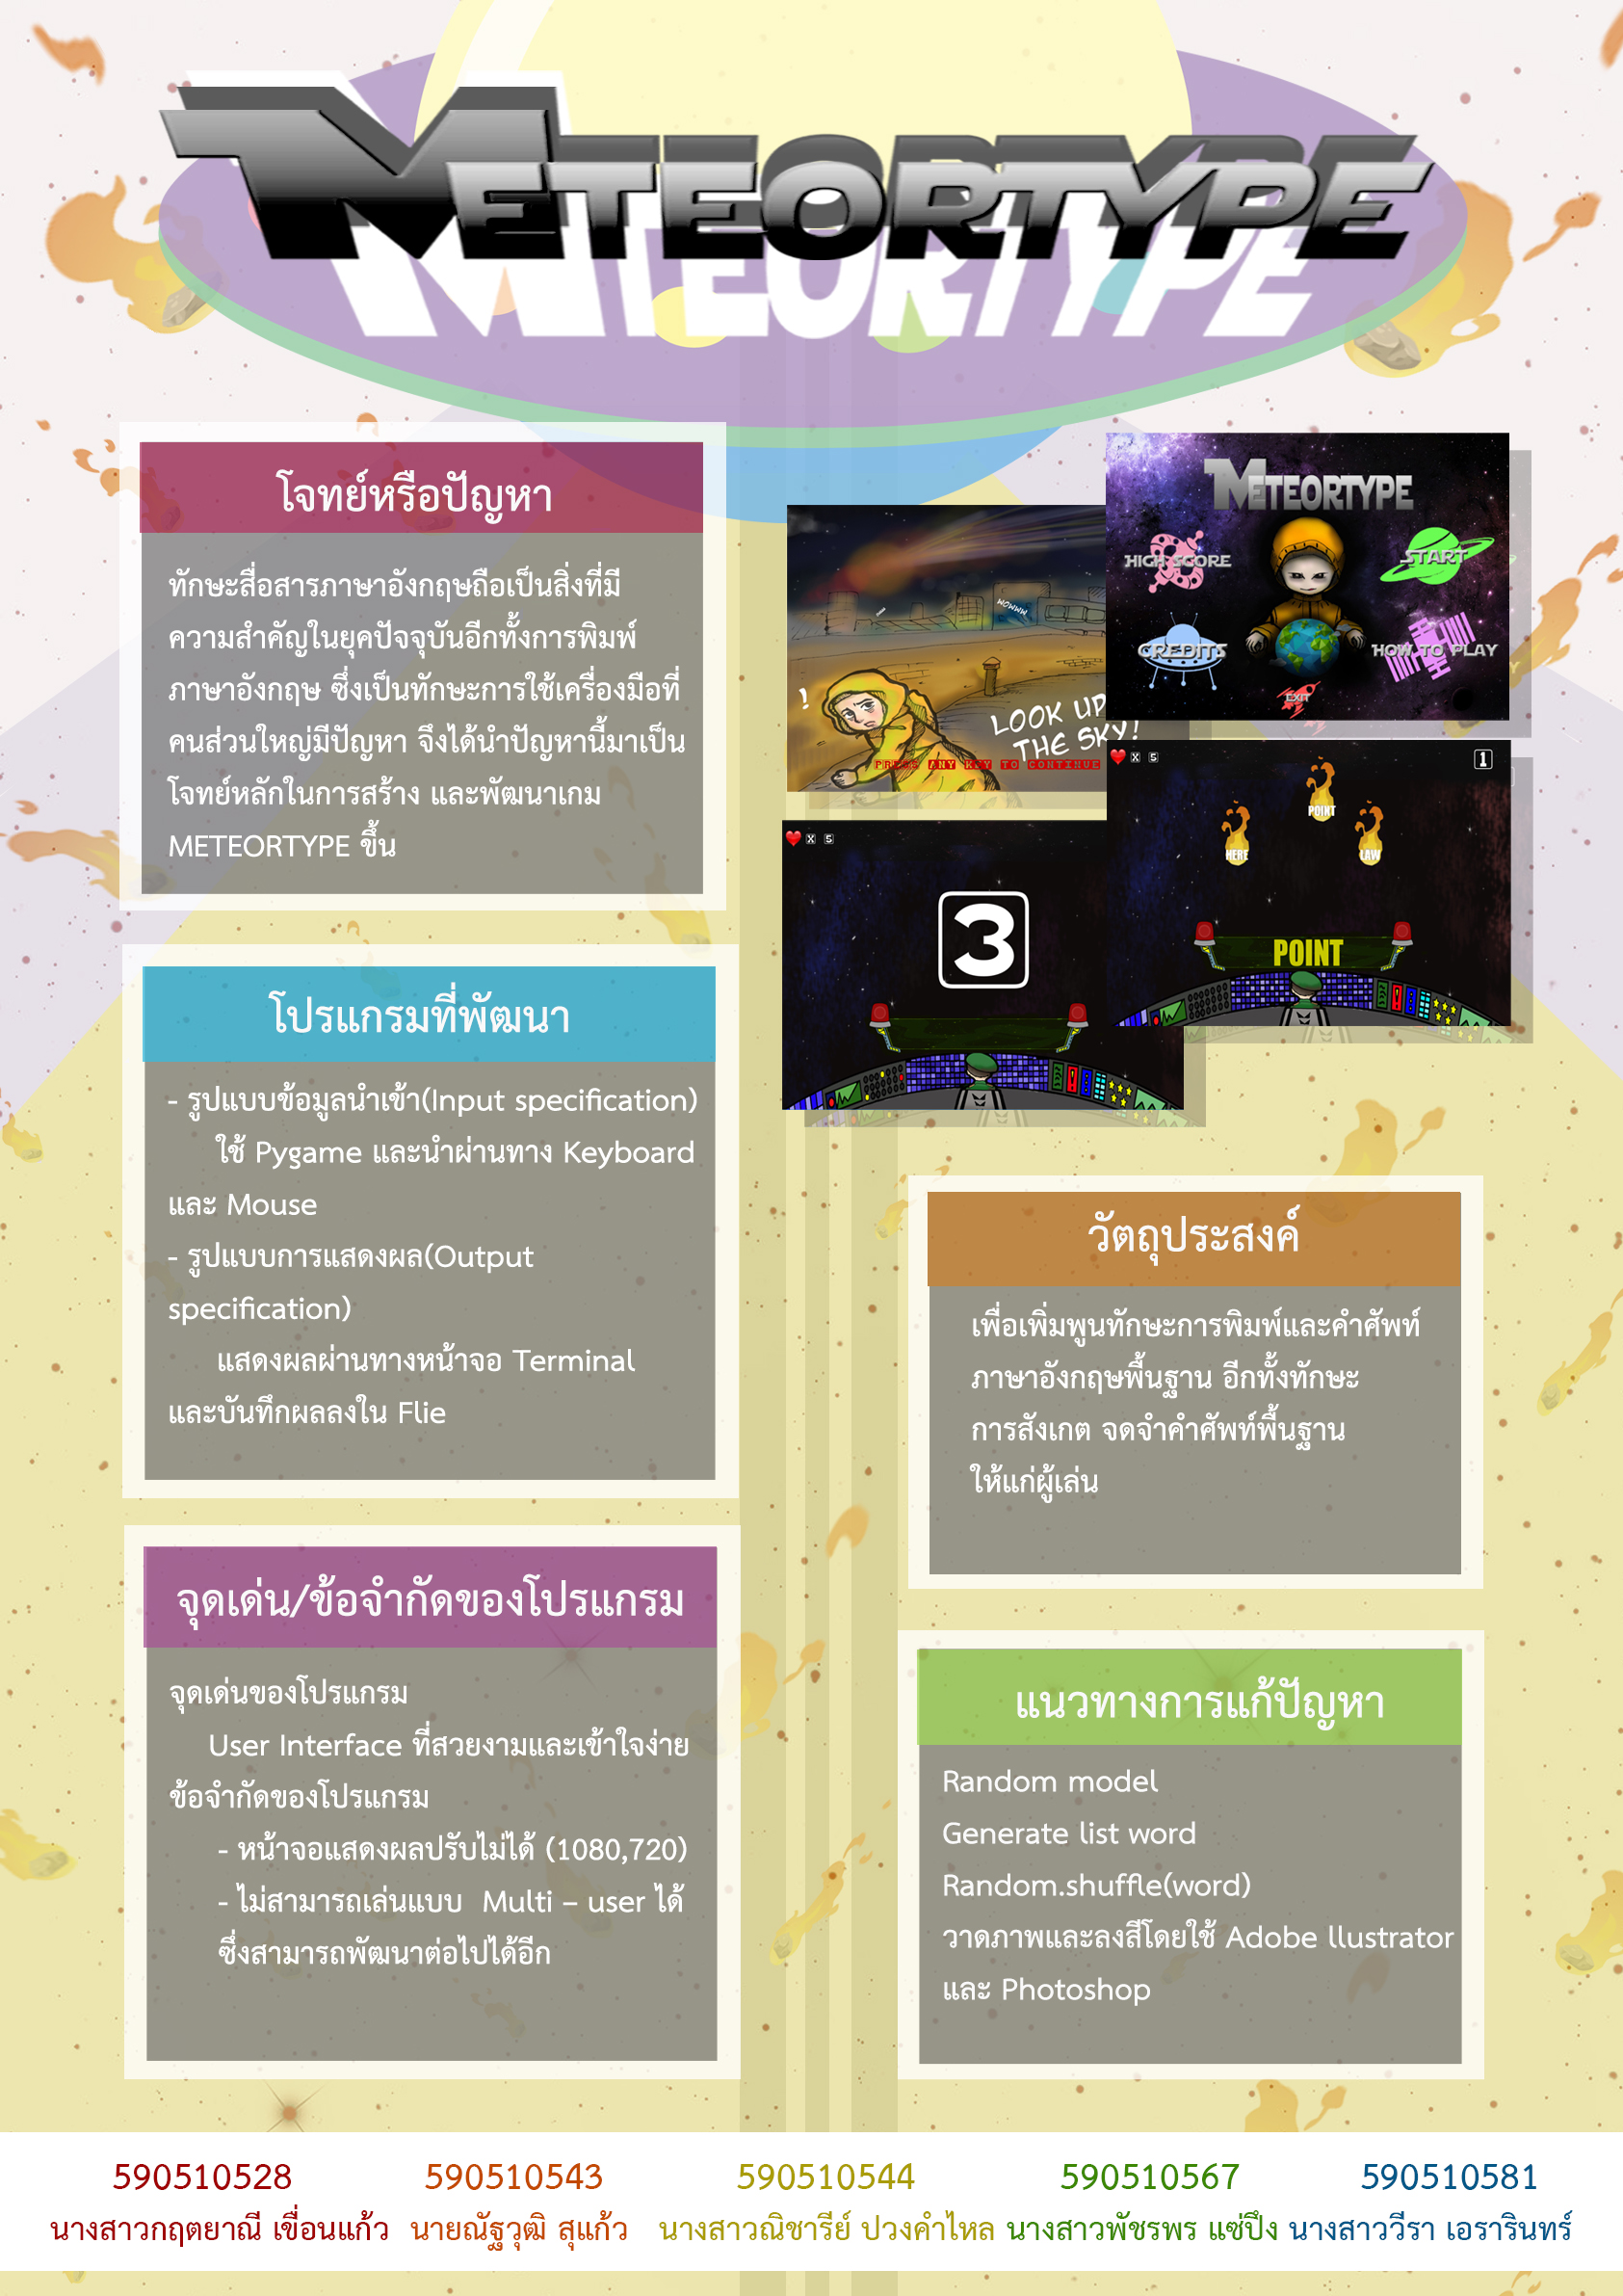 METEORTYPE
METEORTYPE
โจทย์หรือปัญหา
ทักษะสื่อสารภาษาอังกฤษถือเป็นสิ่งที่มี
ความสำคัญในยุคปัจจุบันอีกทั้งการพิมพ์
ภาษาอังกฤษ ซึ่งเป็นทักษะการใช้เครื่องมือที่
คนส่วนใหญ่มีปัญหา จึงได้นำปัญหานี้มาเป็น
โจทย์หลักในการสร้าง และพัฒนาเกม
METEORTYPE ขึ้น
WOWWW
!
LOOK UP
THE SKY!
PRESS ANY KEY TO CONTINUE
METEORTYPE
HIGH SCORE
START
CREDITS
HOW TO PLAY
EXIT
X 5
3
X 5
1
POINT
HERE
LAW
POINT
โปรแกรมที่พัฒนา
- รูปแบบข้อมูลนำเข้า(Input specification)
ใช้ Pygame และนำผ่านทาง Keyboard
และ Mouse
- รูปแบบการแสดงผล(Output
specification)
แสดงผลผ่านทางหน้าจอ Terminal
และบันทึกผลลงใน Flie
วัตถุประสงค์
เพื่อเพิ่มพูนทักษะการพิมพ์และคำศัพท์
ภาษาอังกฤษพื้นฐาน อีกทั้งทักษะ
การสังเกต จดจำคำศัพท์พื้นฐาน
ให้แก่ผู้เล่น
จุดเด่น/ข้อจำกัดของโปรแกรม
จุดเด่นของโปรแกรม
User Interface ที่สวยงามและเข้าใจง่าย
ข้อจำกัดของโปรแกรม
- หน้าจอแสดงผลปรับไม่ได้ (1080,720)
- ไม่สามารถเล่นแบบ Multi – user ได้
ซึ่งสามารถพัฒนาต่อไปได้อีก
แนวทางการแก้ปัญหา
Random model
Generate list word
Random.shuffle(word)
วาดภาพและลงสีโดยใช้ Adobe llustrator
และ Photoshop
590510528
นางสาวกฤตยาณี เขื่อนแก้ว
590510543
นายณัฐวุฒิ สุแก้ว
590510544
นางสาวณิชารีย์ ปวงคำไหล
590510567
นางสาวพัชรพร แซ่ปึง
590510581
นางสาววีรา เอรารินทร์